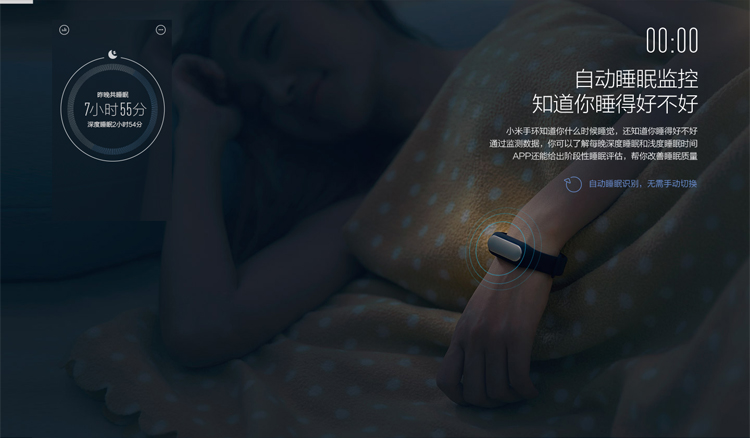 00:00
自动睡眠监控
知道你睡得好不好
小米手环知道你什么时候睡觉，还知道你睡得好不好
通过监测数据，你可以了解每晚深度睡眠和浅度睡眠时间
APP还能给出阶段性睡眠评估，帮你改善睡眠质量
自动睡眠识别，无需手动切换
昨晚共睡眠
7小时55分
深度睡眠2小时54分